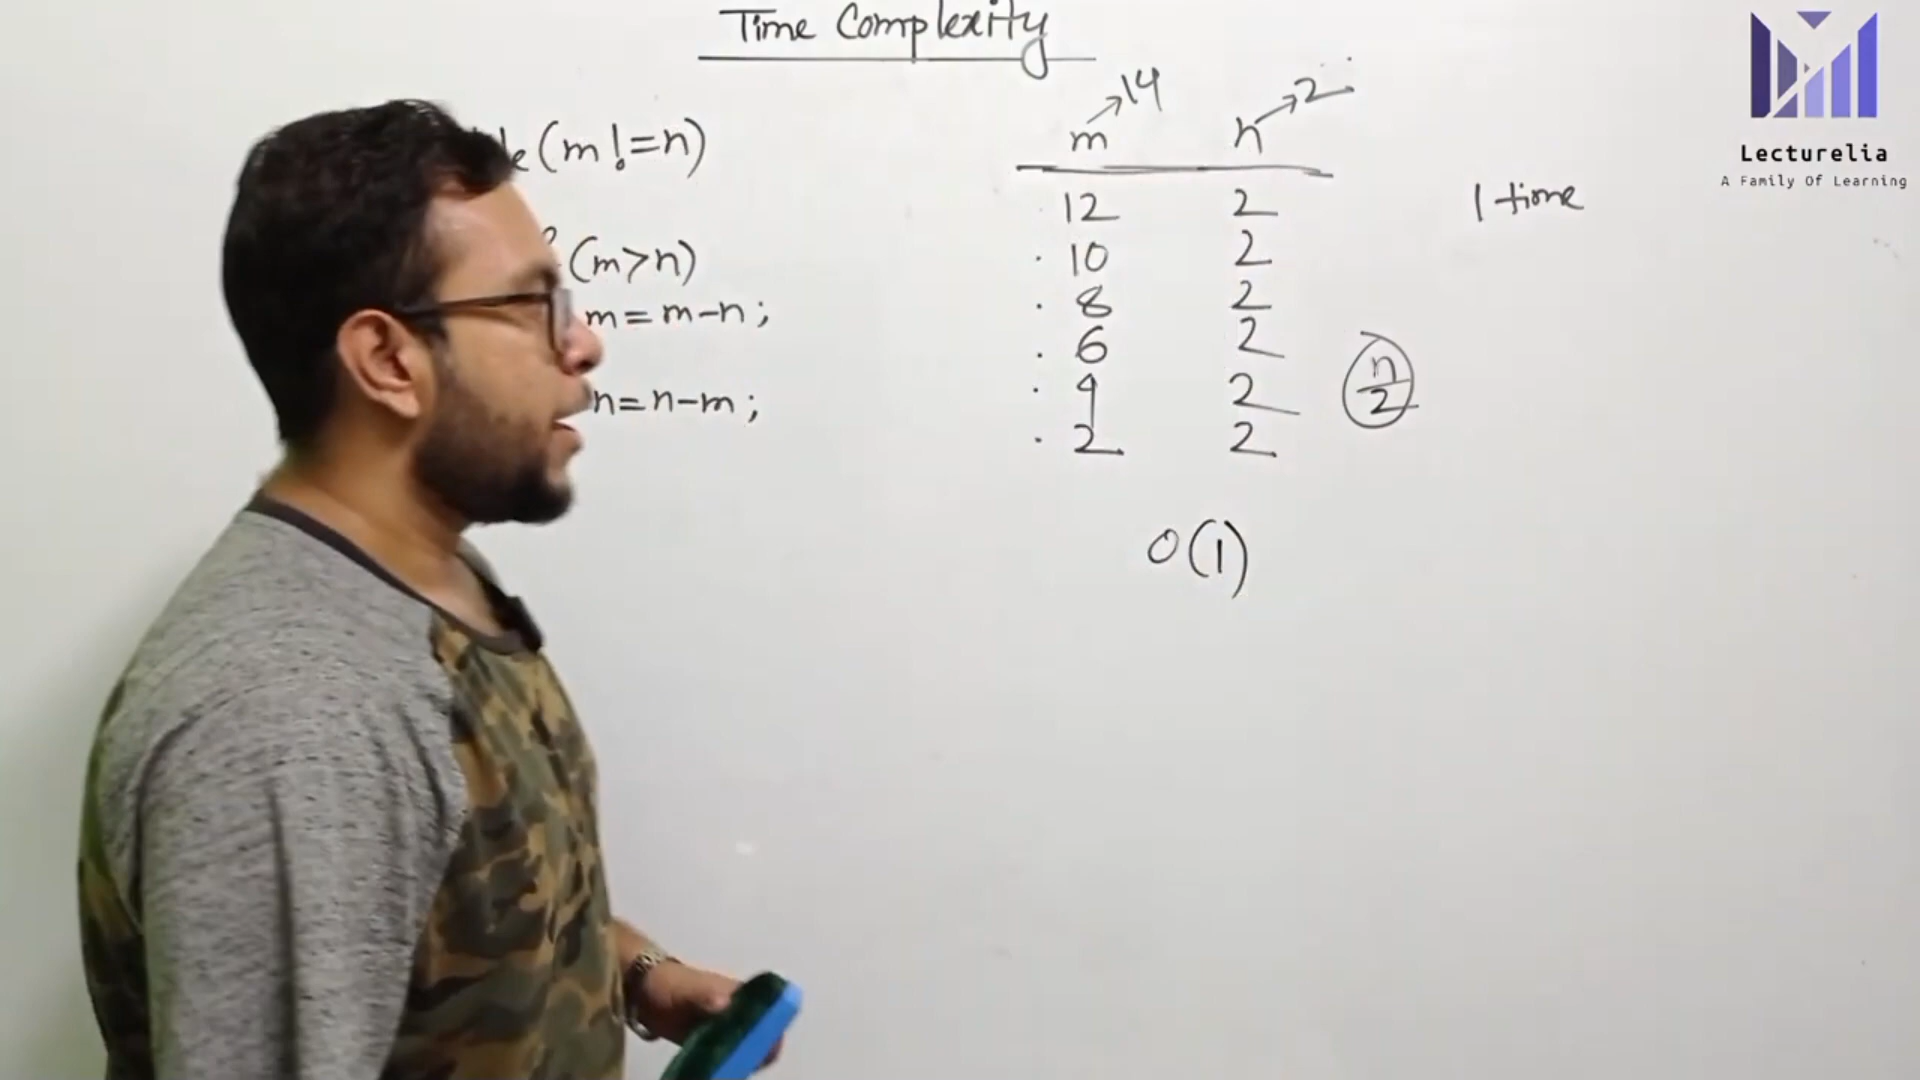 Time Complexity
(m!=n)
(m>n)
m=m-n;
n=n-m;
m → 14
n → 2
12 2
1 time
10 2
8 2
6 2
4 2
2 2
n/2
O(1)
Lecturelia
A Family Of Learning